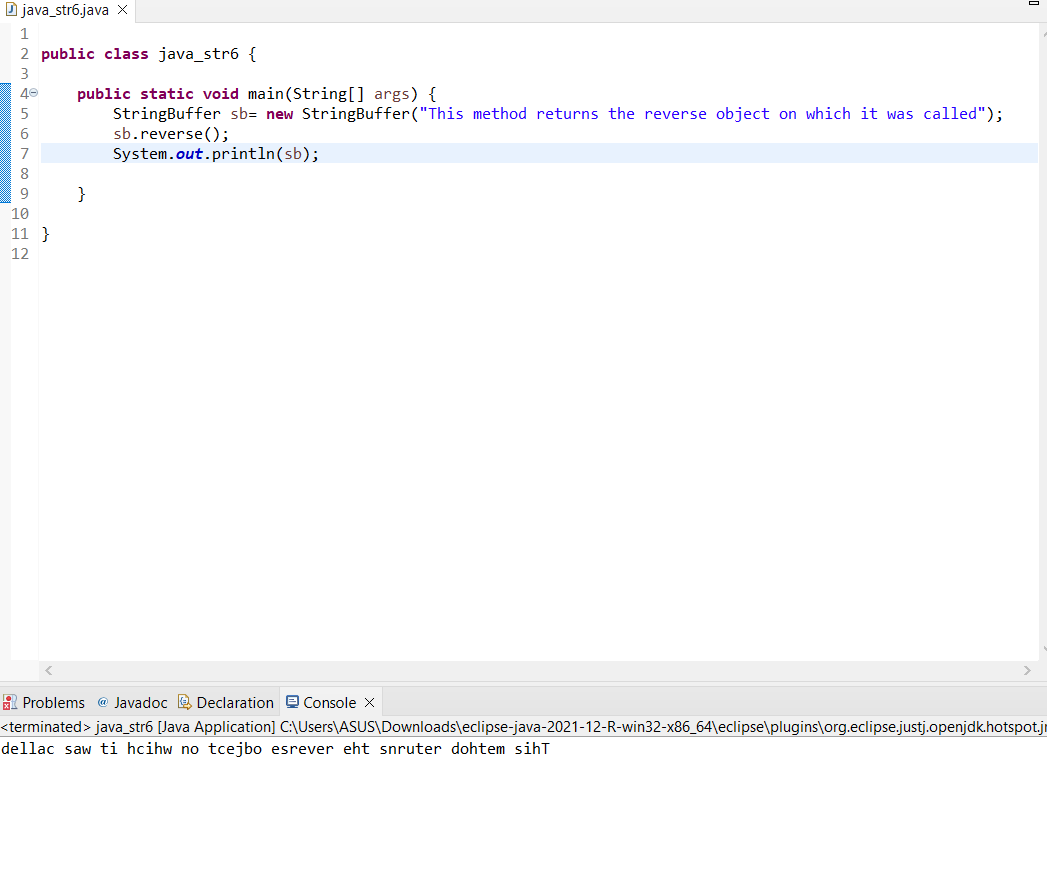 java_str6.java
1
2 public class java_str6 {
3
4 public static void main(String[] args) {
5 StringBuffer sb= new StringBuffer("This method returns the reverse object on which it was called");
6 sb.reverse();
7 System.out.println(sb);
8
9 }
10
11 }
12
Problems @ Javadoc Declaration Console
<terminated> java_str6 [Java Application] C:\Users\ASUS\Downloads\eclipse-java-2021-12-R-win32-x86_64\eclipse\plugins\org.eclipse.justj.openjdk.hotspot.jr
dellac saw ti hcihw no tcejbo esrever eht snruter dohtem sihT